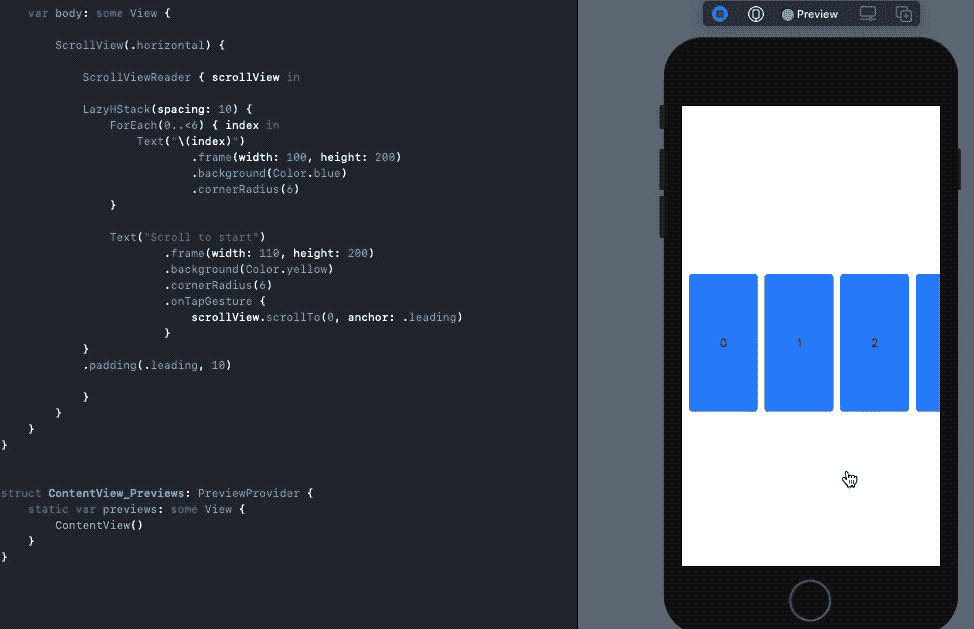 var body: some View {
ScrollView(.horizontal) {
ScrollViewReader { scrollView in
LazyHStack(spacing: 10) {
ForEach(0..<6) { index in
Text("\(index)")
.frame(width: 100, height: 200)
.background(Color.blue)
.cornerRadius(6)
}
Text("Scroll to start")
.frame(width: 110, height: 200)
.background(Color.yellow)
.cornerRadius(6)
.onTapGesture {
scrollView.scrollTo(0, anchor: .leading)
}
}
.padding(.leading, 10)
}
}
}
}
struct ContentView_Previews: PreviewProvider {
static var previews: some View {
ContentView()
}
}
Preview
0 1 2